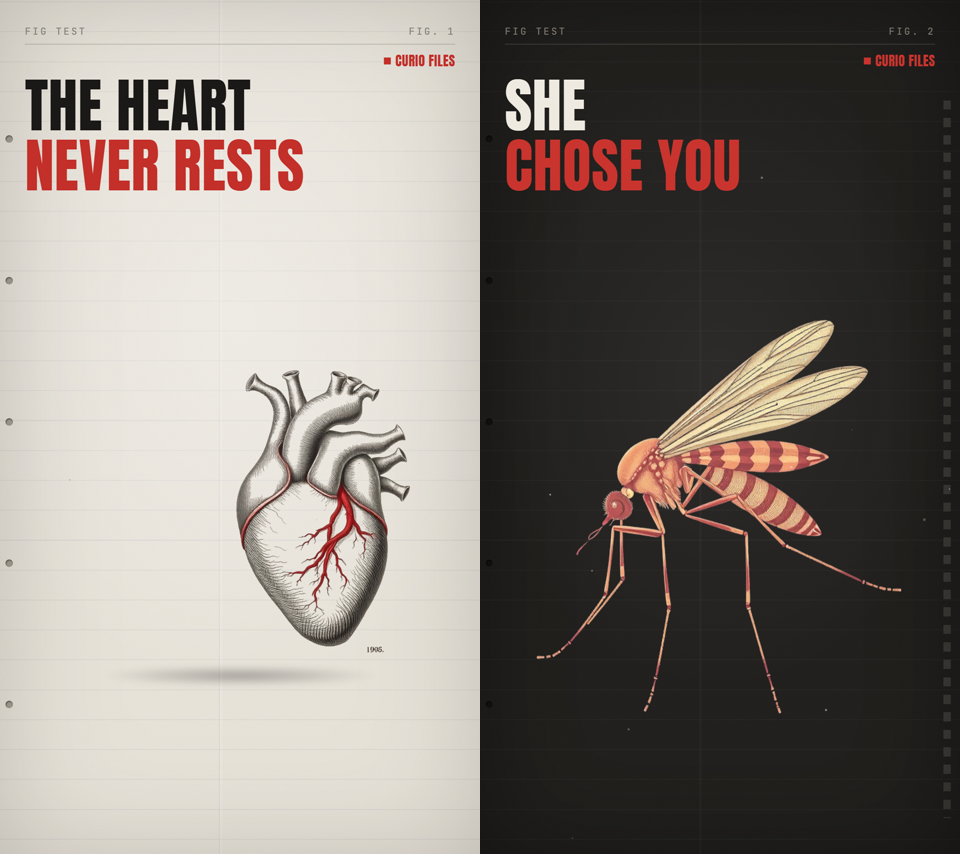 FIG TEST
FIG. 1
CURIO FILES
THE HEART
NEVER RESTS
1905.
FIG TEST
FIG. 2
CURIO FILES
SHE
CHOSE YOU